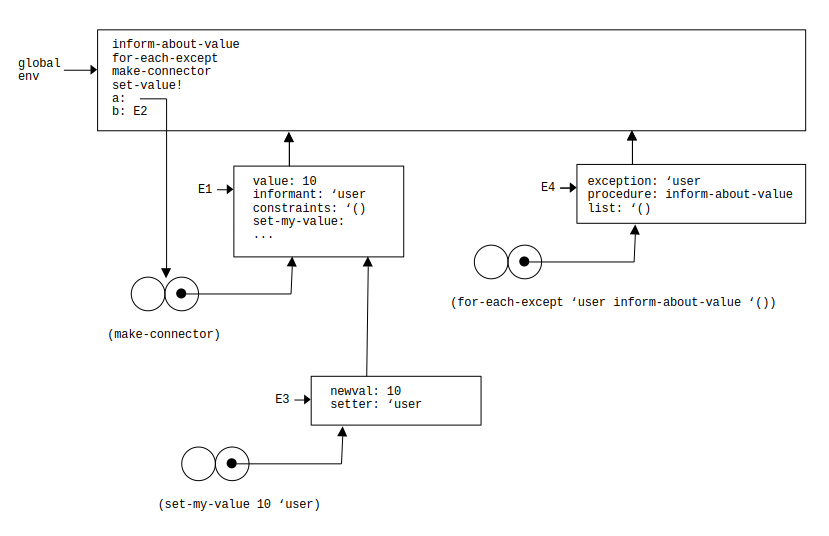 inform-about-value
for-each-except
make-connector
set-value!
a:
b: E2
global
env
E1
value: 10
informant: ‘user
constraints: ‘()
set-my-value:
...
E4
exception: ‘user
procedure: inform-about-value
list: ‘()
(for-each-except ‘user inform-about-value ‘())
(make-connector)
E3
newval: 10
setter: ‘user
(set-my-value 10 ‘user)